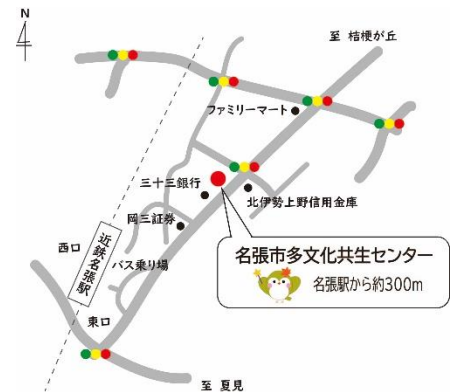 N
至 桔梗が丘
ファミリーマート
三十三銀行
北伊勢上野信用金庫
岡三証券
名張市多文化共生センター
名張駅から約300m
西口
近鉄名張駅
バス乗り場
東口
至 夏見